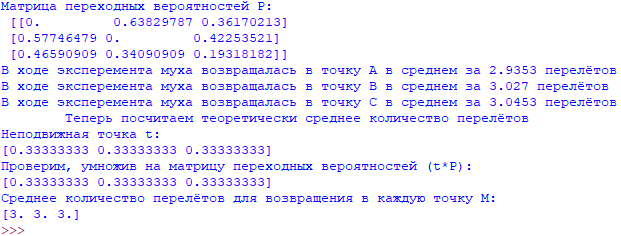 Матрица переходных вероятностей P:
[[0. 0.63829787 0.36170213]
[0.57746479 0. 0.42253521]
[0.46590909 0.34090909 0.19318182]]
В ходе эксперемента муха возвращалась в точку A в среднем за 2.9353 перелётов
В ходе эксперемента муха возвращалась в точку B в среднем за 3.027 перелётов
В ходе эксперемента муха возвращалась в точку C в среднем за 3.0453 перелётов
Теперь посчитаем теоретически среднее количество перелётов
Неподвижная точка t:
[0.33333333 0.33333333 0.33333333]
Проверим, умножив на матрицу переходных вероятностей (t*P):
[0.33333333 0.33333333 0.33333333]
Среднее количество перелётов для возвращения в каждую точку M:
[3. 3. 3.]
>>>